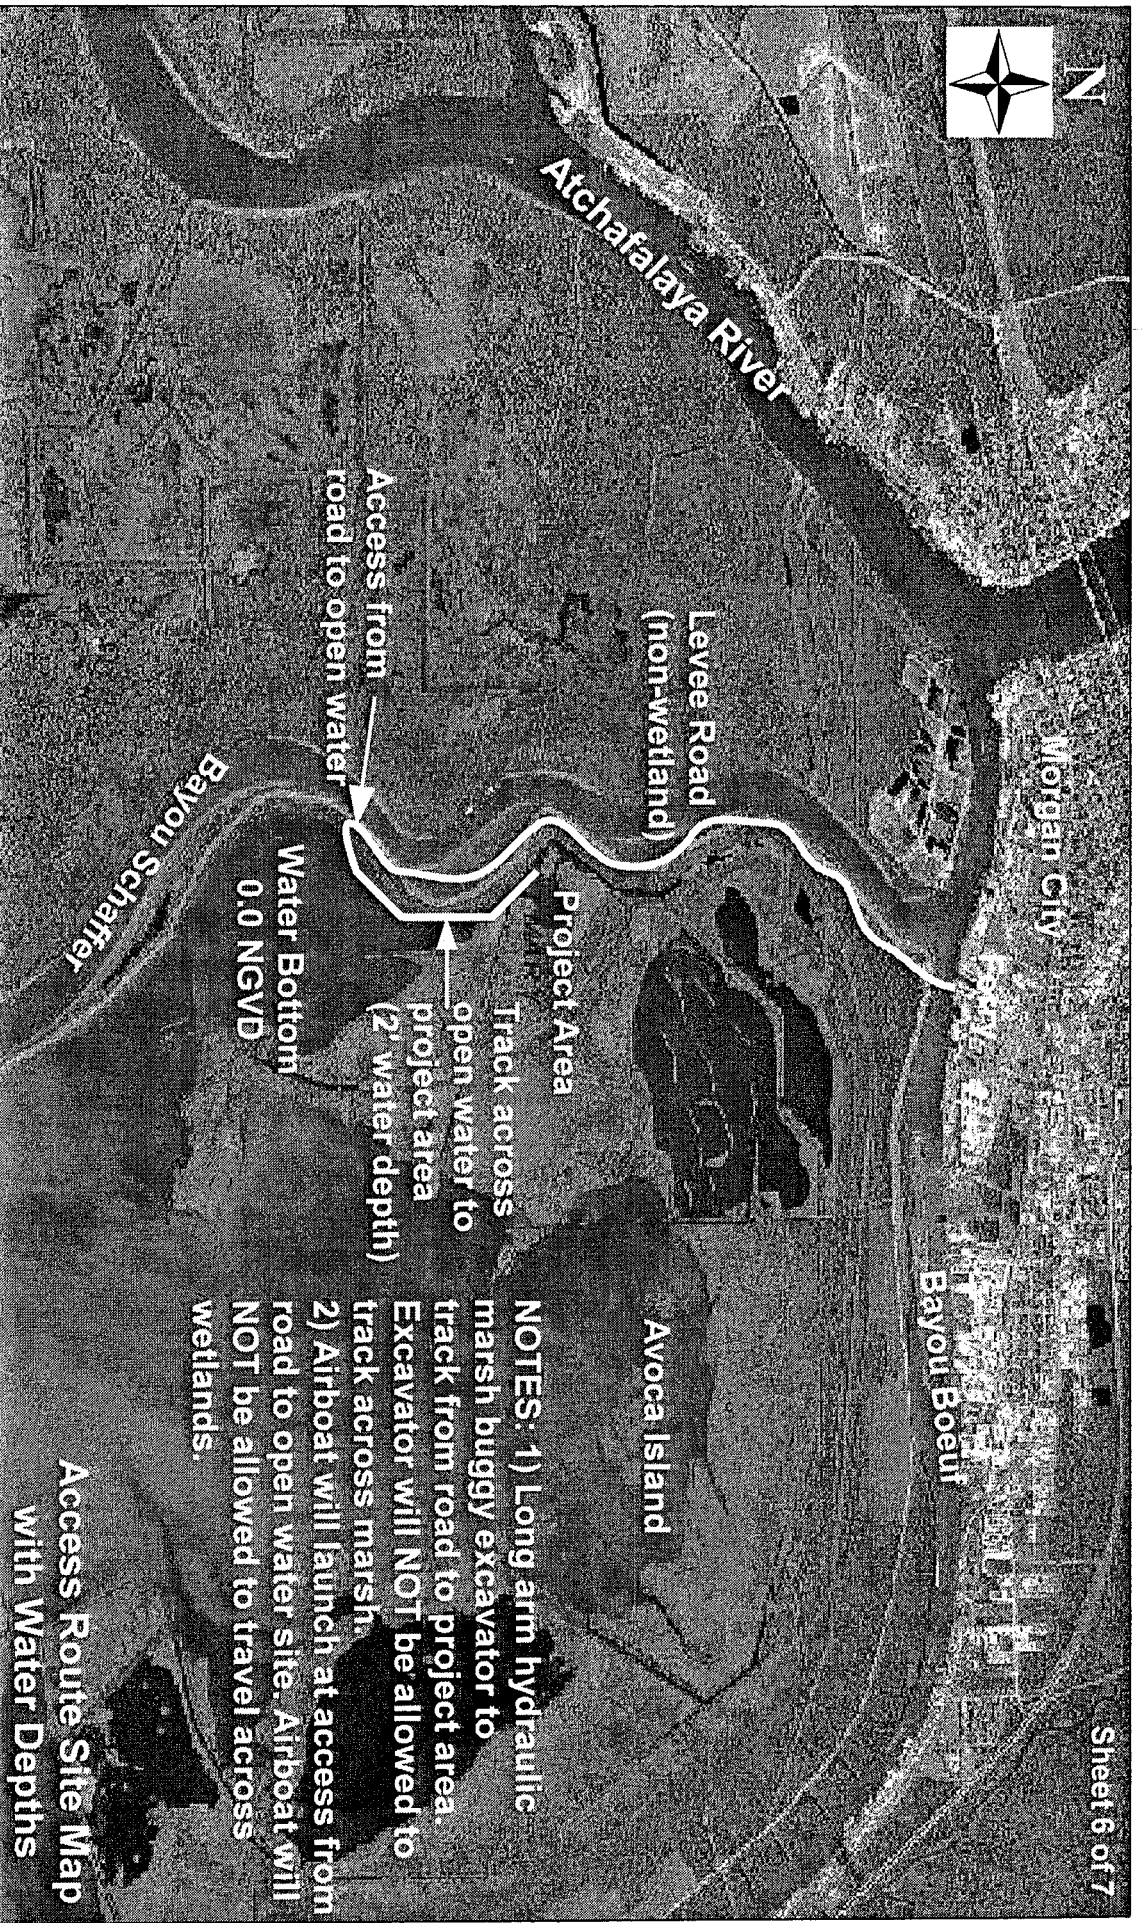 Sheet 6 of 7
N
Morgan City
Ferry
Bayou Boeuf
Atchafalaya River
Levee Road
(non-wetland)
Avoca Island
Project Area
Access from
road to open water
Track across
open water to
project area
(2' water depth)
Water Bottom
0.0 NGVD
Bayou Schaffer
NOTES: 1) Long arm hydraulic
marsh buggy excavator to
track from road to project area.
Excavator will NOT be allowed to
track across marsh.
2) Airboat will launch at access from
road to open water site. Airboat will
NOT be allowed to travel across
wetlands.
Access Route Site Map
with Water Depths